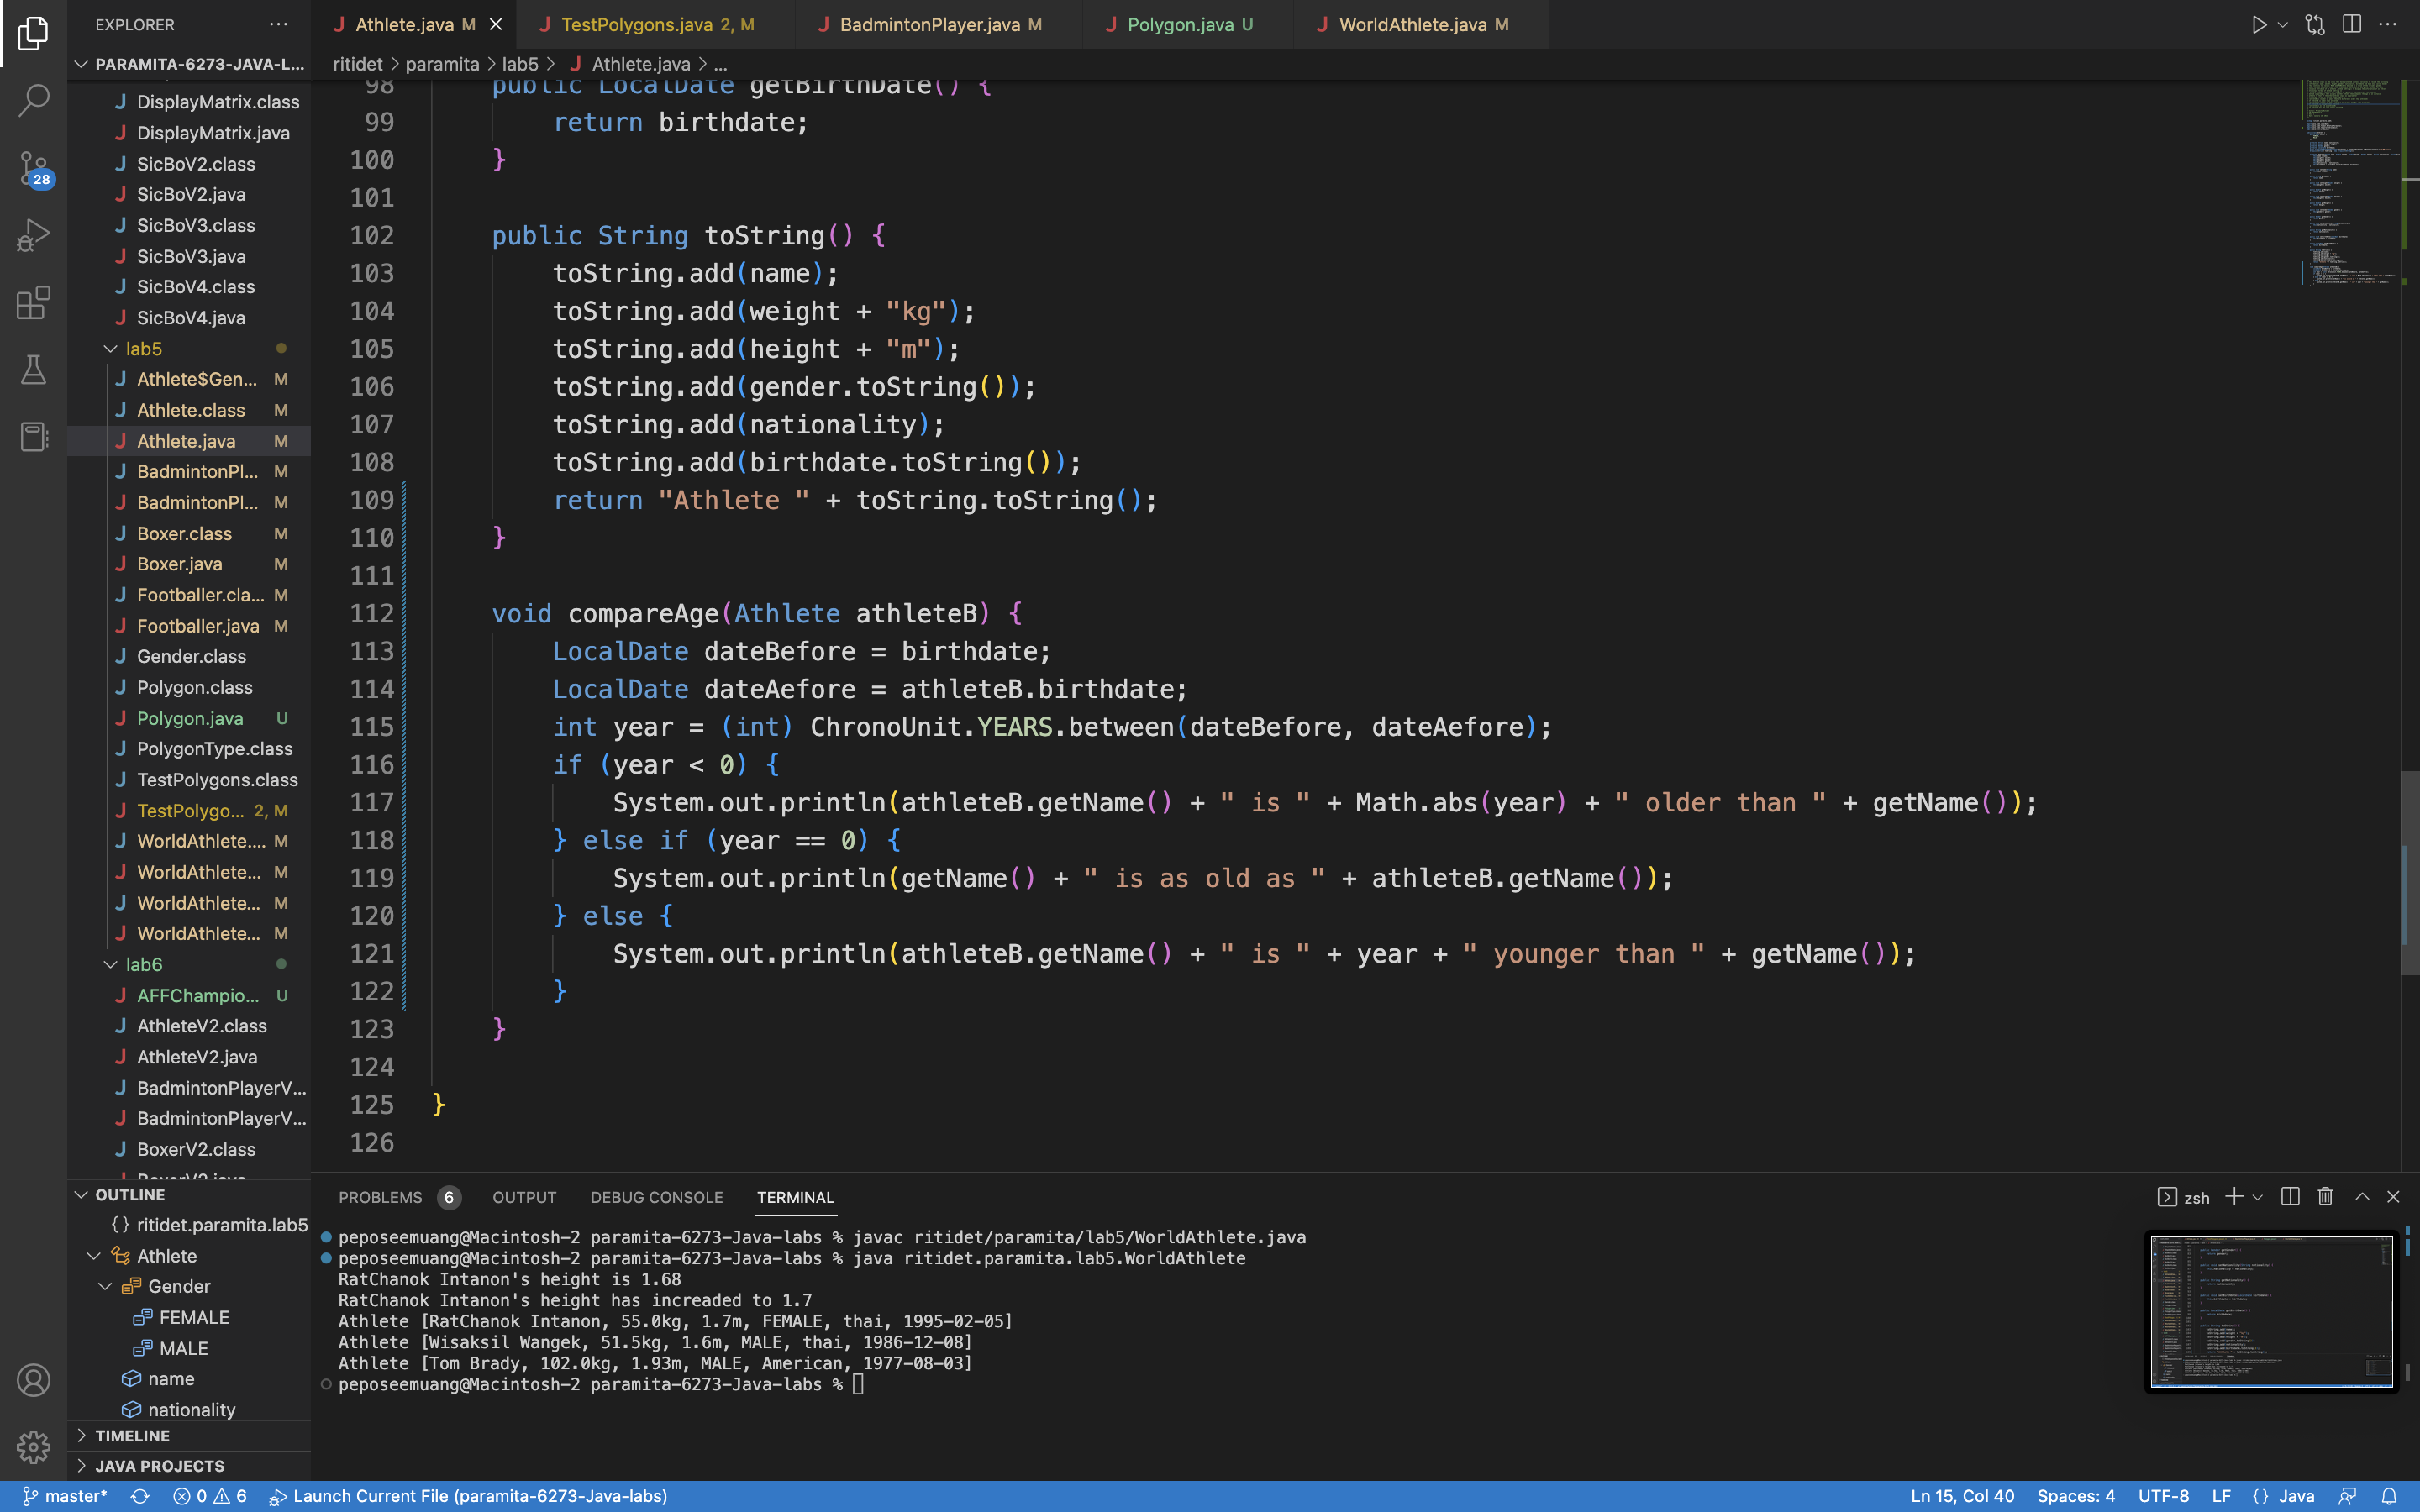 EXPLORER
PARAMITA-6273-JAVA-L...
DisplayMatrix.class
DisplayMatrix.java
SicBoV2.class
SicBoV2.java
SicBoV3.class
SicBoV3.java
SicBoV4.class
SicBoV4.java
lab5
Athlete$Gen... M
Athlete.class M
Athlete.java M
BadmintonPl... M
BadmintonPl... M
Boxer.class M
Boxer.java M
Footballer.cla... M
Footballer.java M
Gender.class
Polygon.class
Polygon.java U
PolygonType.class
TestPolygons.class
TestPolygo... 2, M
WorldAthlete.... M
WorldAthlete... M
WorldAthlete... M
WorldAthlete... M
lab6
AFFChampio... U
AthleteV2.class
AthleteV2.java
BadmintonPlayerV...
BadmintonPlayerV...
BoxerV2.class
BoxerV2.java
OUTLINE
{} ritidet.paramita.lab5
Athlete
Gender
FEMALE
MALE
name
nationality
TIMELINE
JAVA PROJECTS
28
Athlete.java M
TestPolygons.java 2, M
BadmintonPlayer.java M
Polygon.java U
WorldAthlete.java M
ritidet > paramita > lab5 > Athlete.java > ...
98 public LocalDate getBirthDate() {
99 return birthdate;
100 }
101
102 public String toString() {
103 toString.add(name);
104 toString.add(weight + "kg");
105 toString.add(height + "m");
106 toString.add(gender.toString());
107 toString.add(nationality);
108 toString.add(birthdate.toString());
109 return "Athlete " + toString.toString();
110 }
111
112 void compareAge(Athlete athleteB) {
113 LocalDate dateBefore = birthdate;
114 LocalDate dateAefore = athleteB.birthdate;
115 int year = (int) ChronoUnit.YEARS.between(dateBefore, dateAefore);
116 if (year < 0) {
117 System.out.println(athleteB.getName() + " is " + Math.abs(year) + " older than " + getName());
118 } else if (year == 0) {
119 System.out.println(getName() + " is as old as " + athleteB.getName());
120 } else {
121 System.out.println(athleteB.getName() + " is " + year + " younger than " + getName());
122 }
123 }
124
125 }
126
PROBLEMS 6 OUTPUT DEBUG CONSOLE TERMINAL
zsh
peposeemuang@Macintosh-2 paramita-6273-Java-labs % javac ritidet/paramita/lab5/WorldAthlete.java
peposeemuang@Macintosh-2 paramita-6273-Java-labs % java ritidet.paramita.lab5.WorldAthlete
RatChanok Intanon's height is 1.68
RatChanok Intanon's height has increaded to 1.7
Athlete [RatChanok Intanon, 55.0kg, 1.7m, FEMALE, thai, 1995-02-05]
Athlete [Wisaksil Wangek, 51.5kg, 1.6m, MALE, thai, 1986-12-08]
Athlete [Tom Brady, 102.0kg, 1.93m, MALE, American, 1977-08-03]
peposeemuang@Macintosh-2 paramita-6273-Java-labs %
master* 0 6 Launch Current File (paramita-6273-Java-labs)
Ln 15, Col 40 Spaces: 4 UTF-8 LF {} Java